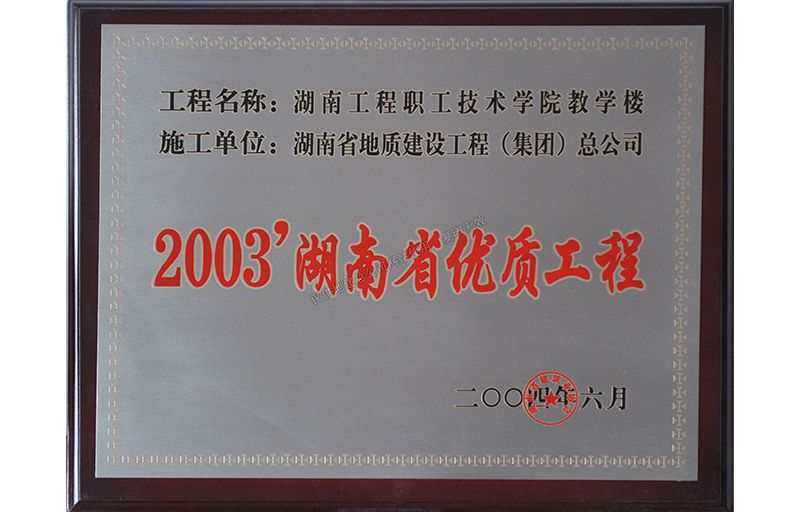 工程名称：湖南工程职工技术学院教学楼
施工单位：湖南省地质建设工程（集团）总公司
2003’湖南省优质工程
二〇〇四年六月